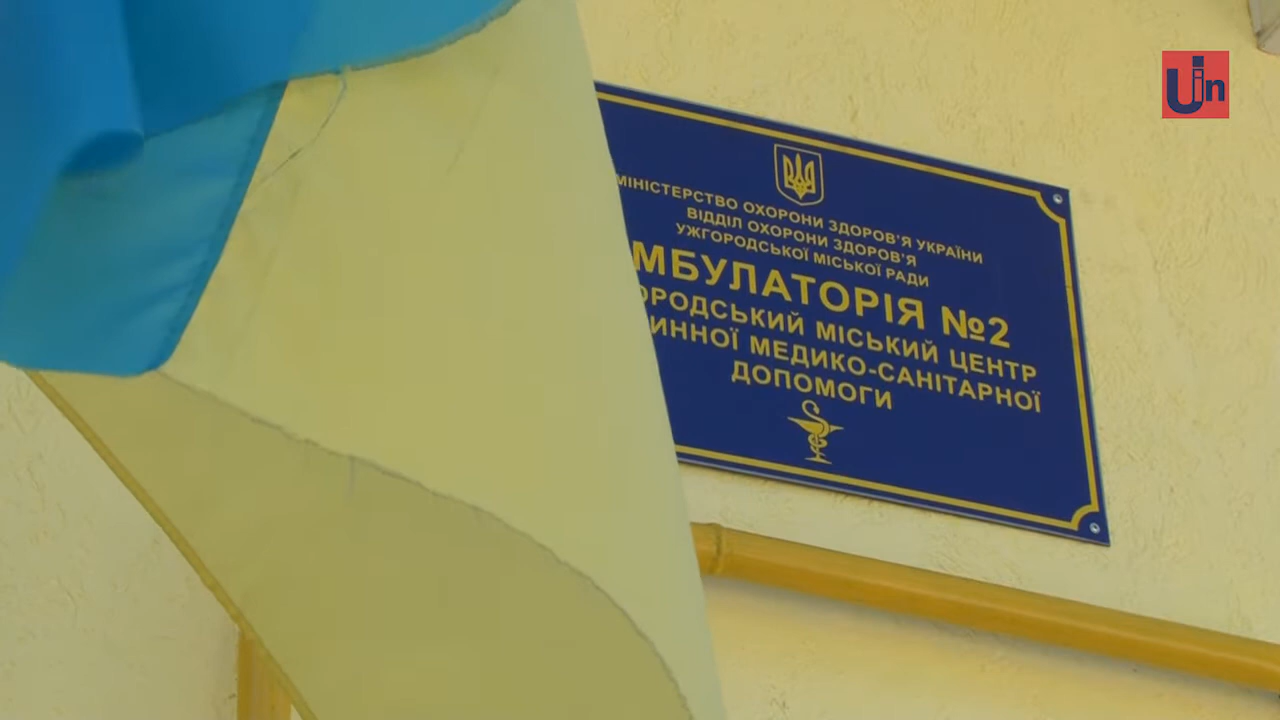 Uin
МІНІСТЕРСТВО ОХОРОНИ ЗДОРОВ'Я УКРАЇНИ
ВІДДІЛ ОХОРОНИ ЗДОРОВ'Я
УЖГОРОДСЬКОЇ МІСЬКОЇ РАДИ
МБУЛАТОРІЯ №2
ОРОДСЬКИЙ МІСЬКИЙ ЦЕНТР
ИННОЇ МЕДИКО-САНІТАРНОЇ
ДОПОМОГИ